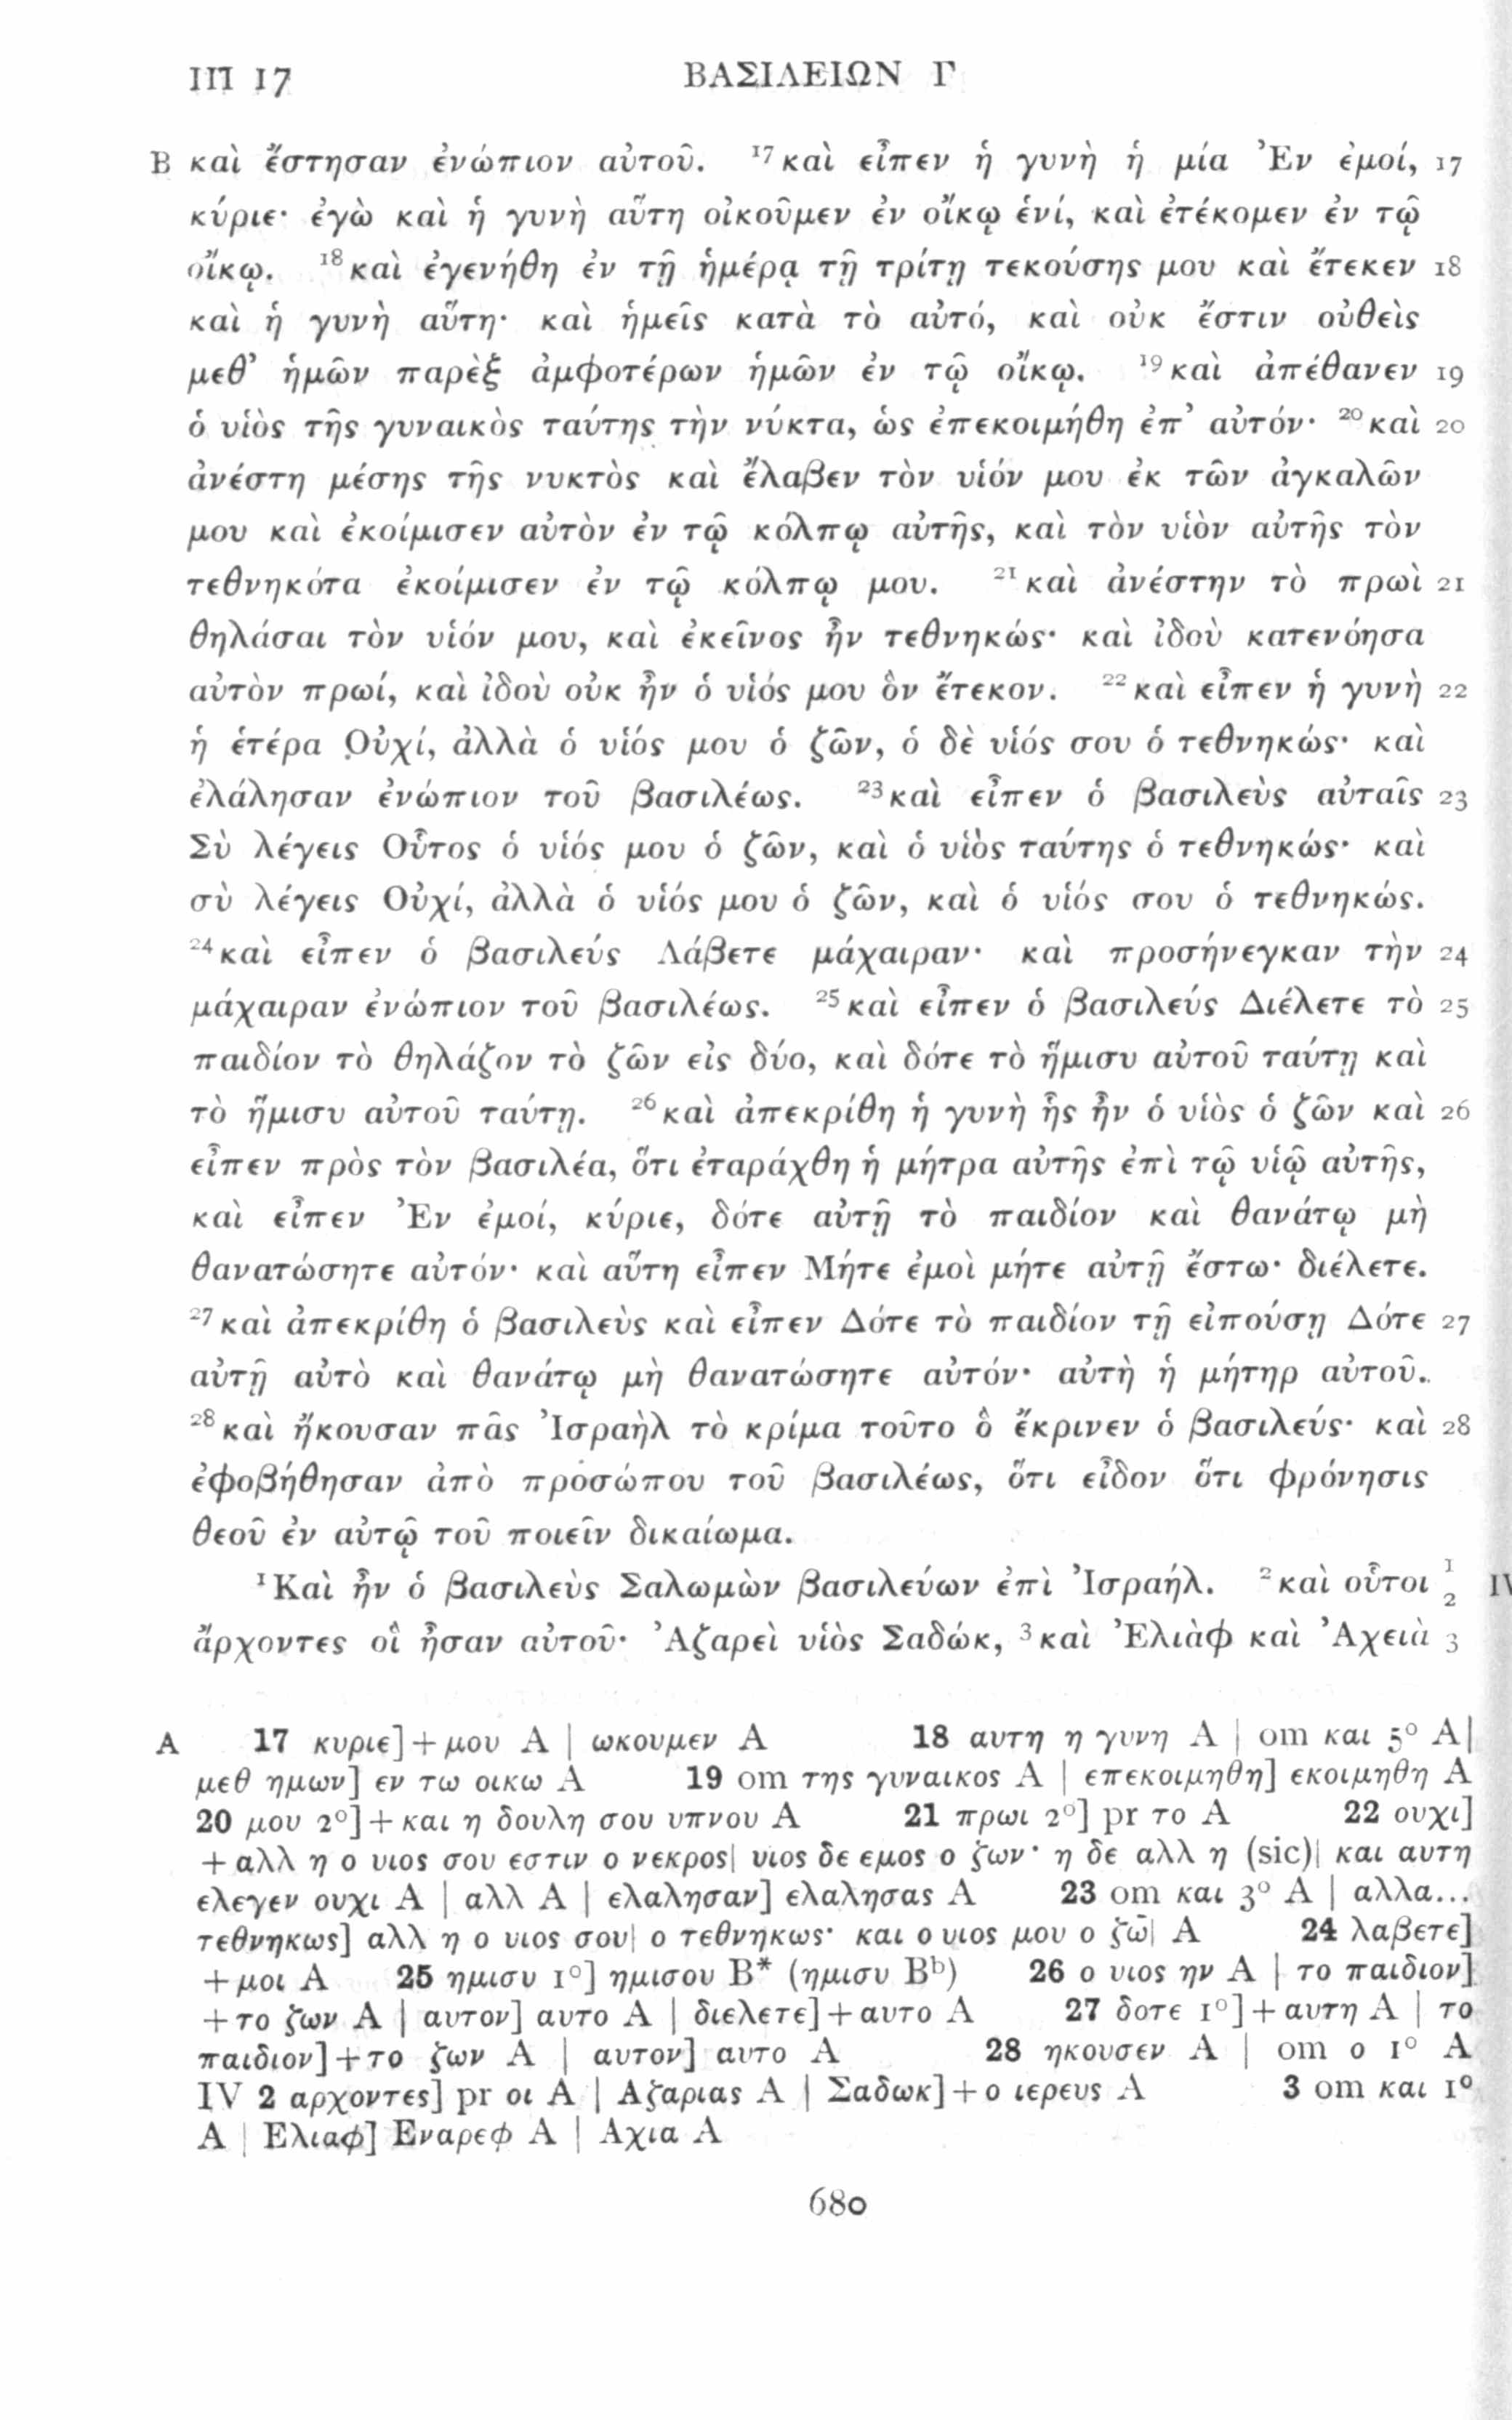 III 17 ΒΑΣΙΛΕΙΩΝ Γ
B καὶ ἔστησαν ἐνώπιον αὐτοῦ. ¹⁷καὶ εἶπεν ἡ γυνὴ ἡ μία Ἐν ἐμοί, 17
κύριε· ἐγὼ καὶ ἡ γυνὴ αὕτη οἰκοῦμεν ἐν οἴκῳ ἑνί, καὶ ἐτέκομεν ἐν τῷ
οἴκῳ. ¹⁸καὶ ἐγενήθη ἐν τῇ ἡμέρᾳ τῇ τρίτῃ τεκούσης μου καὶ ἔτεκεν 18
καὶ ἡ γυνὴ αὕτη· καὶ ἡμεῖς κατὰ τὸ αὐτό, καὶ οὐκ ἔστιν οὐθεὶς
μεθ’ ἡμῶν παρὲξ ἀμφοτέρων ἡμῶν ἐν τῷ οἴκῳ. ¹⁹καὶ ἀπέθανεν 19
ὁ υἱὸς τῆς γυναικὸς ταύτης τὴν νύκτα, ὡς ἐπεκοιμήθη ἐπ’ αὐτόν· ²⁰καὶ 20
ἀνέστη μέσης τῆς νυκτὸς καὶ ἔλαβεν τὸν υἱόν μου ἐκ τῶν ἀγκαλῶν
μου καὶ ἐκοίμισεν αὐτὸν ἐν τῷ κόλπῳ αὐτῆς, καὶ τὸν υἱὸν αὐτῆς τὸν
τεθνηκότα ἐκοίμισεν ἐν τῷ κόλπῳ μου. ²¹καὶ ἀνέστην τὸ πρωὶ 21
θηλάσαι τὸν υἱόν μου, καὶ ἐκεῖνος ἦν τεθνηκώς· καὶ ἰδοὺ κατενόησα
αὐτὸν πρωί, καὶ ἰδοὺ οὐκ ἦν ὁ υἱός μου ὃν ἔτεκον. ²²καὶ εἶπεν ἡ γυνὴ 22
ἡ ἑτέρα Οὐχί, ἀλλὰ ὁ υἱός μου ὁ ζῶν, ὁ δὲ υἱός σου ὁ τεθνηκώς· καὶ
ἐλάλησαν ἐνώπιον τοῦ βασιλέως. ²³καὶ εἶπεν ὁ βασιλεὺς αὐταῖς 23
Σὺ λέγεις Οὗτος ὁ υἱός μου ὁ ζῶν, καὶ ὁ υἱὸς ταύτης ὁ τεθνηκώς· καὶ
σὺ λέγεις Οὐχί, ἀλλὰ ὁ υἱός μου ὁ ζῶν, καὶ ὁ υἱός σου ὁ τεθνηκώς.
²⁴καὶ εἶπεν ὁ βασιλεύς Λάβετε μάχαιραν· καὶ προσήνεγκαν τὴν 24
μάχαιραν ἐνώπιον τοῦ βασιλέως. ²⁵καὶ εἶπεν ὁ βασιλεύς Διέλετε τὸ 25
παιδίον τὸ θηλάζον τὸ ζῶν εἰς δύο, καὶ δότε τὸ ἥμισυ αὐτοῦ ταύτῃ καὶ
τὸ ἥμισυ αὐτοῦ ταύτῃ. ²⁶καὶ ἀπεκρίθη ἡ γυνὴ ἧς ἦν ὁ υἱὸς ὁ ζῶν καὶ 26
εἶπεν πρὸς τὸν βασιλέα, ὅτι ἐταράχθη ἡ μήτρα αὐτῆς ἐπὶ τῷ υἱῷ αὐτῆς,
καὶ εἶπεν Ἐν ἐμοί, κύριε, δότε αὐτῇ τὸ παιδίον καὶ θανάτῳ μὴ
θανατώσητε αὐτόν· καὶ αὕτη εἶπεν Μήτε ἐμοὶ μήτε αὐτῇ ἔστω· διέλετε.
²⁷καὶ ἀπεκρίθη ὁ βασιλεὺς καὶ εἶπεν Δότε τὸ παιδίον τῇ εἰπούσῃ Δότε 27
αὐτῇ αὐτὸ καὶ θανάτῳ μὴ θανατώσητε αὐτόν· αὐτὴ ἡ μήτηρ αὐτοῦ.
²⁸καὶ ἤκουσαν πᾶς Ἰσραὴλ τὸ κρίμα τοῦτο ὃ ἔκρινεν ὁ βασιλεύς· καὶ 28
ἐφοβήθησαν ἀπὸ προσώπου τοῦ βασιλέως, ὅτι εἶδον ὅτι φρόνησις
θεοῦ ἐν αὐτῷ τοῦ ποιεῖν δικαίωμα.
¹Καὶ ἦν ὁ βασιλεὺς Σαλωμὼν βασιλεύων ἐπὶ Ἰσραήλ. ²καὶ οὗτοι 1 2 IV
ἄρχοντες οἳ ἦσαν αὐτοῦ· Ἀζαρεὶ υἱὸς Σαδώκ, ³καὶ Ἐλιὰφ καὶ Ἀχειὰ 3
A 17 κυριε]+μου A | ωκουμεν A 18 αυτη η γυνη A | om και 5° A |
μεθ ημων] εν τω οικω A 19 om της γυναικος A | επεκοιμηθη] εκοιμηθη A
20 μου 2°]+και η δουλη σου υπνου A 21 πρωι 2°] pr το A 22 ουχι]
+αλλ η ο υιος σου εστιν ο νεκρος| υιος δε εμος ο ζων· η δε αλλ η (sic)| και αυτη
ελεγεν ουχι A | αλλ A | ελαλησαν] ελαλησας A 23 om και 3° A | αλλα...
τεθνηκως] αλλ η ο υιος σου| ο τεθνηκως· και ο υιος μου ο ζω̄| A 24 λαβετε]
+μοι A 25 ημισυ 1°] ημισου B* (ημισυ Bᵇ) 26 ο υιος ην A | το παιδιον]
+το ζων A | αυτον] αυτο A | διελετε]+αυτο A 27 δοτε 1°]+αυτη A | το
παιδιον]+το ζων A | αυτον] αυτο A 28 ηκουσεν A | om ο 1° A
IV 2 αρχοντες] pr οι A | Αζαριας A | Σαδωκ]+ο ιερευς A 3 om και 1°
A | Ελιαφ] Εναρεφ A | Αχια A
680